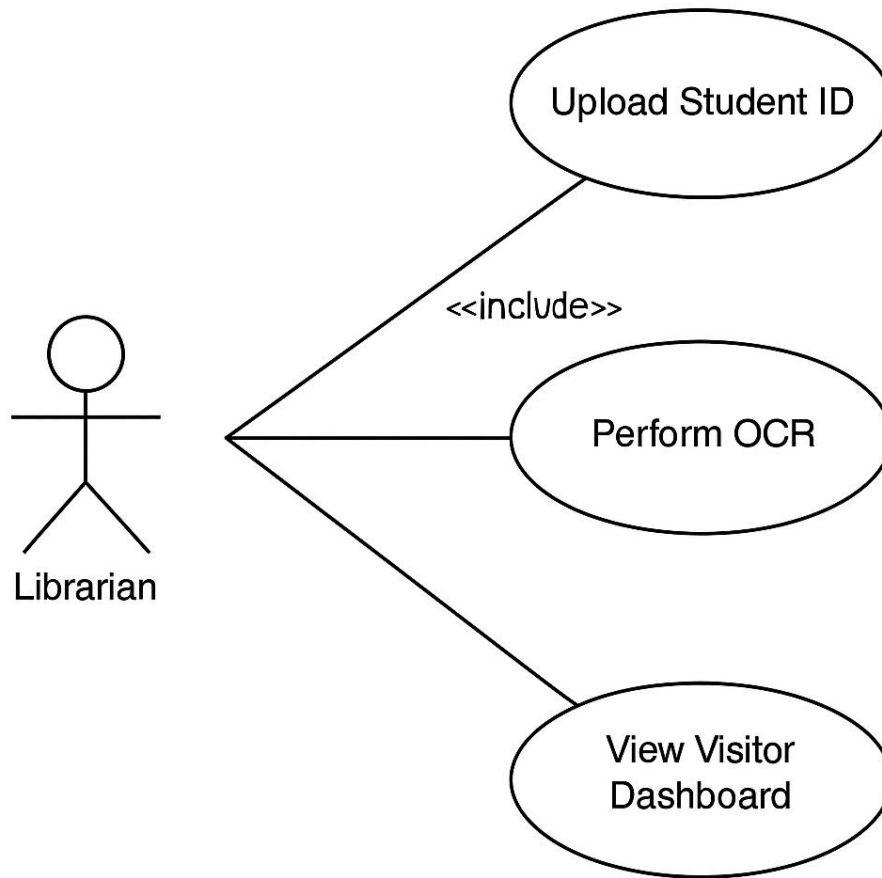 Upload Student ID
<<include>>
Perform OCR
Librarian
View Visitor
Dashboard